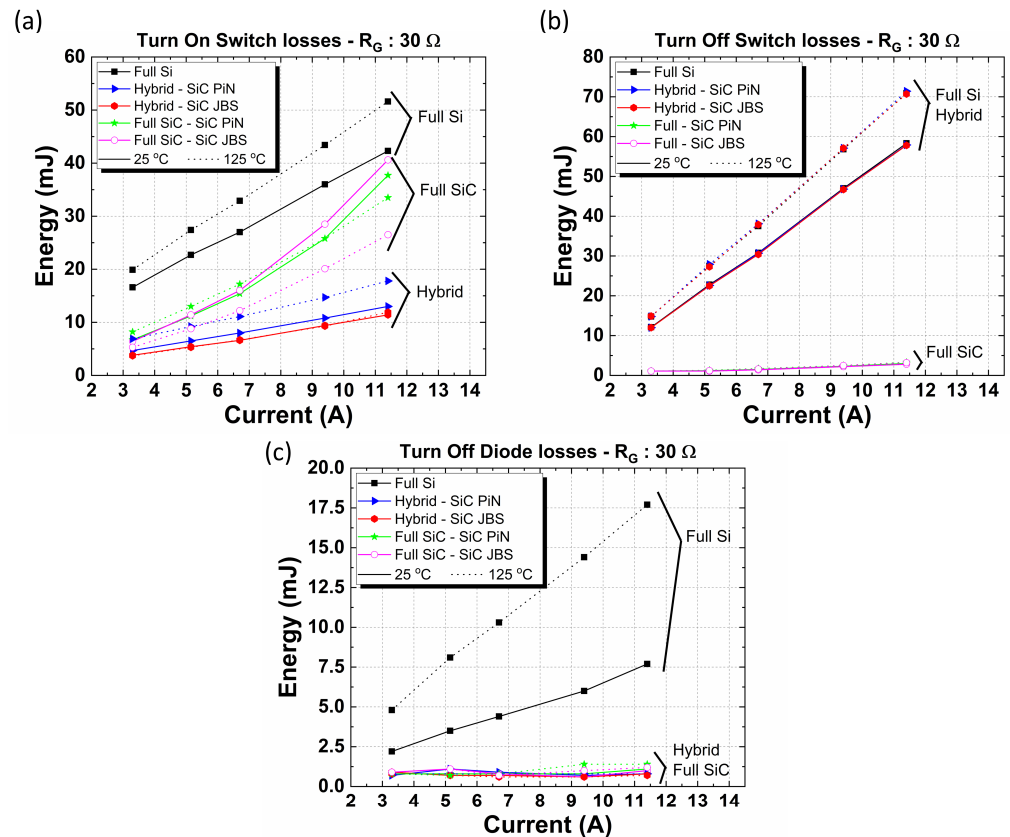 (a)
Turn On Switch losses - RG : 30 Ω
Full Si
Hybrid - SiC PiN
Hybrid - SiC JBS
Full SiC - SiC PiN
Full SiC - SiC JBS
25 °C 125 °C
Full Si
Full SiC
Hybrid
60
50
40
30
20
10
0
Energy (mJ)
2 3 4 5 6 7 8 9 10 11 12 13 14
Current (A)
(b)
Turn Off Switch losses - RG : 30 Ω
Full Si
Hybrid - SiC PiN
Hybrid - SiC JBS
Full - SiC PiN
Full - SiC JBS
25 °C 125 °C
Full Si
Hybrid
Full SiC
80
70
60
50
40
30
20
10
0
Energy (mJ)
2 3 4 5 6 7 8 9 10 11 12 13 14
Current (A)
(c)
Turn Off Diode losses - RG : 30 Ω
Full Si
Hybrid - SiC PiN
Hybrid - SiC JBS
Full SiC - SiC PiN
Full SiC - SiC JBS
25 °C 125 °C
Full Si
Hybrid
Full SiC
20.0
17.5
15.0
12.5
10.0
7.5
5.0
2.5
0.0
Energy (mJ)
2 3 4 5 6 7 8 9 10 11 12 13 14
Current (A)